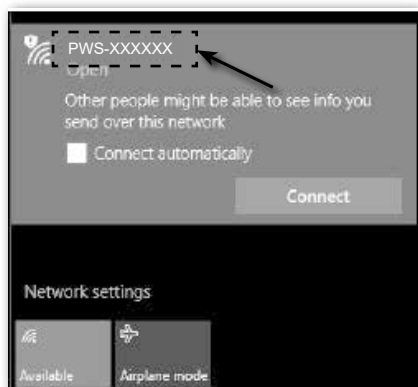 PWS-XXXXXX
Open
Other people might be able to see info you
send over this network
Connect automatically
Connect
Network settings
Available
Airplane mode